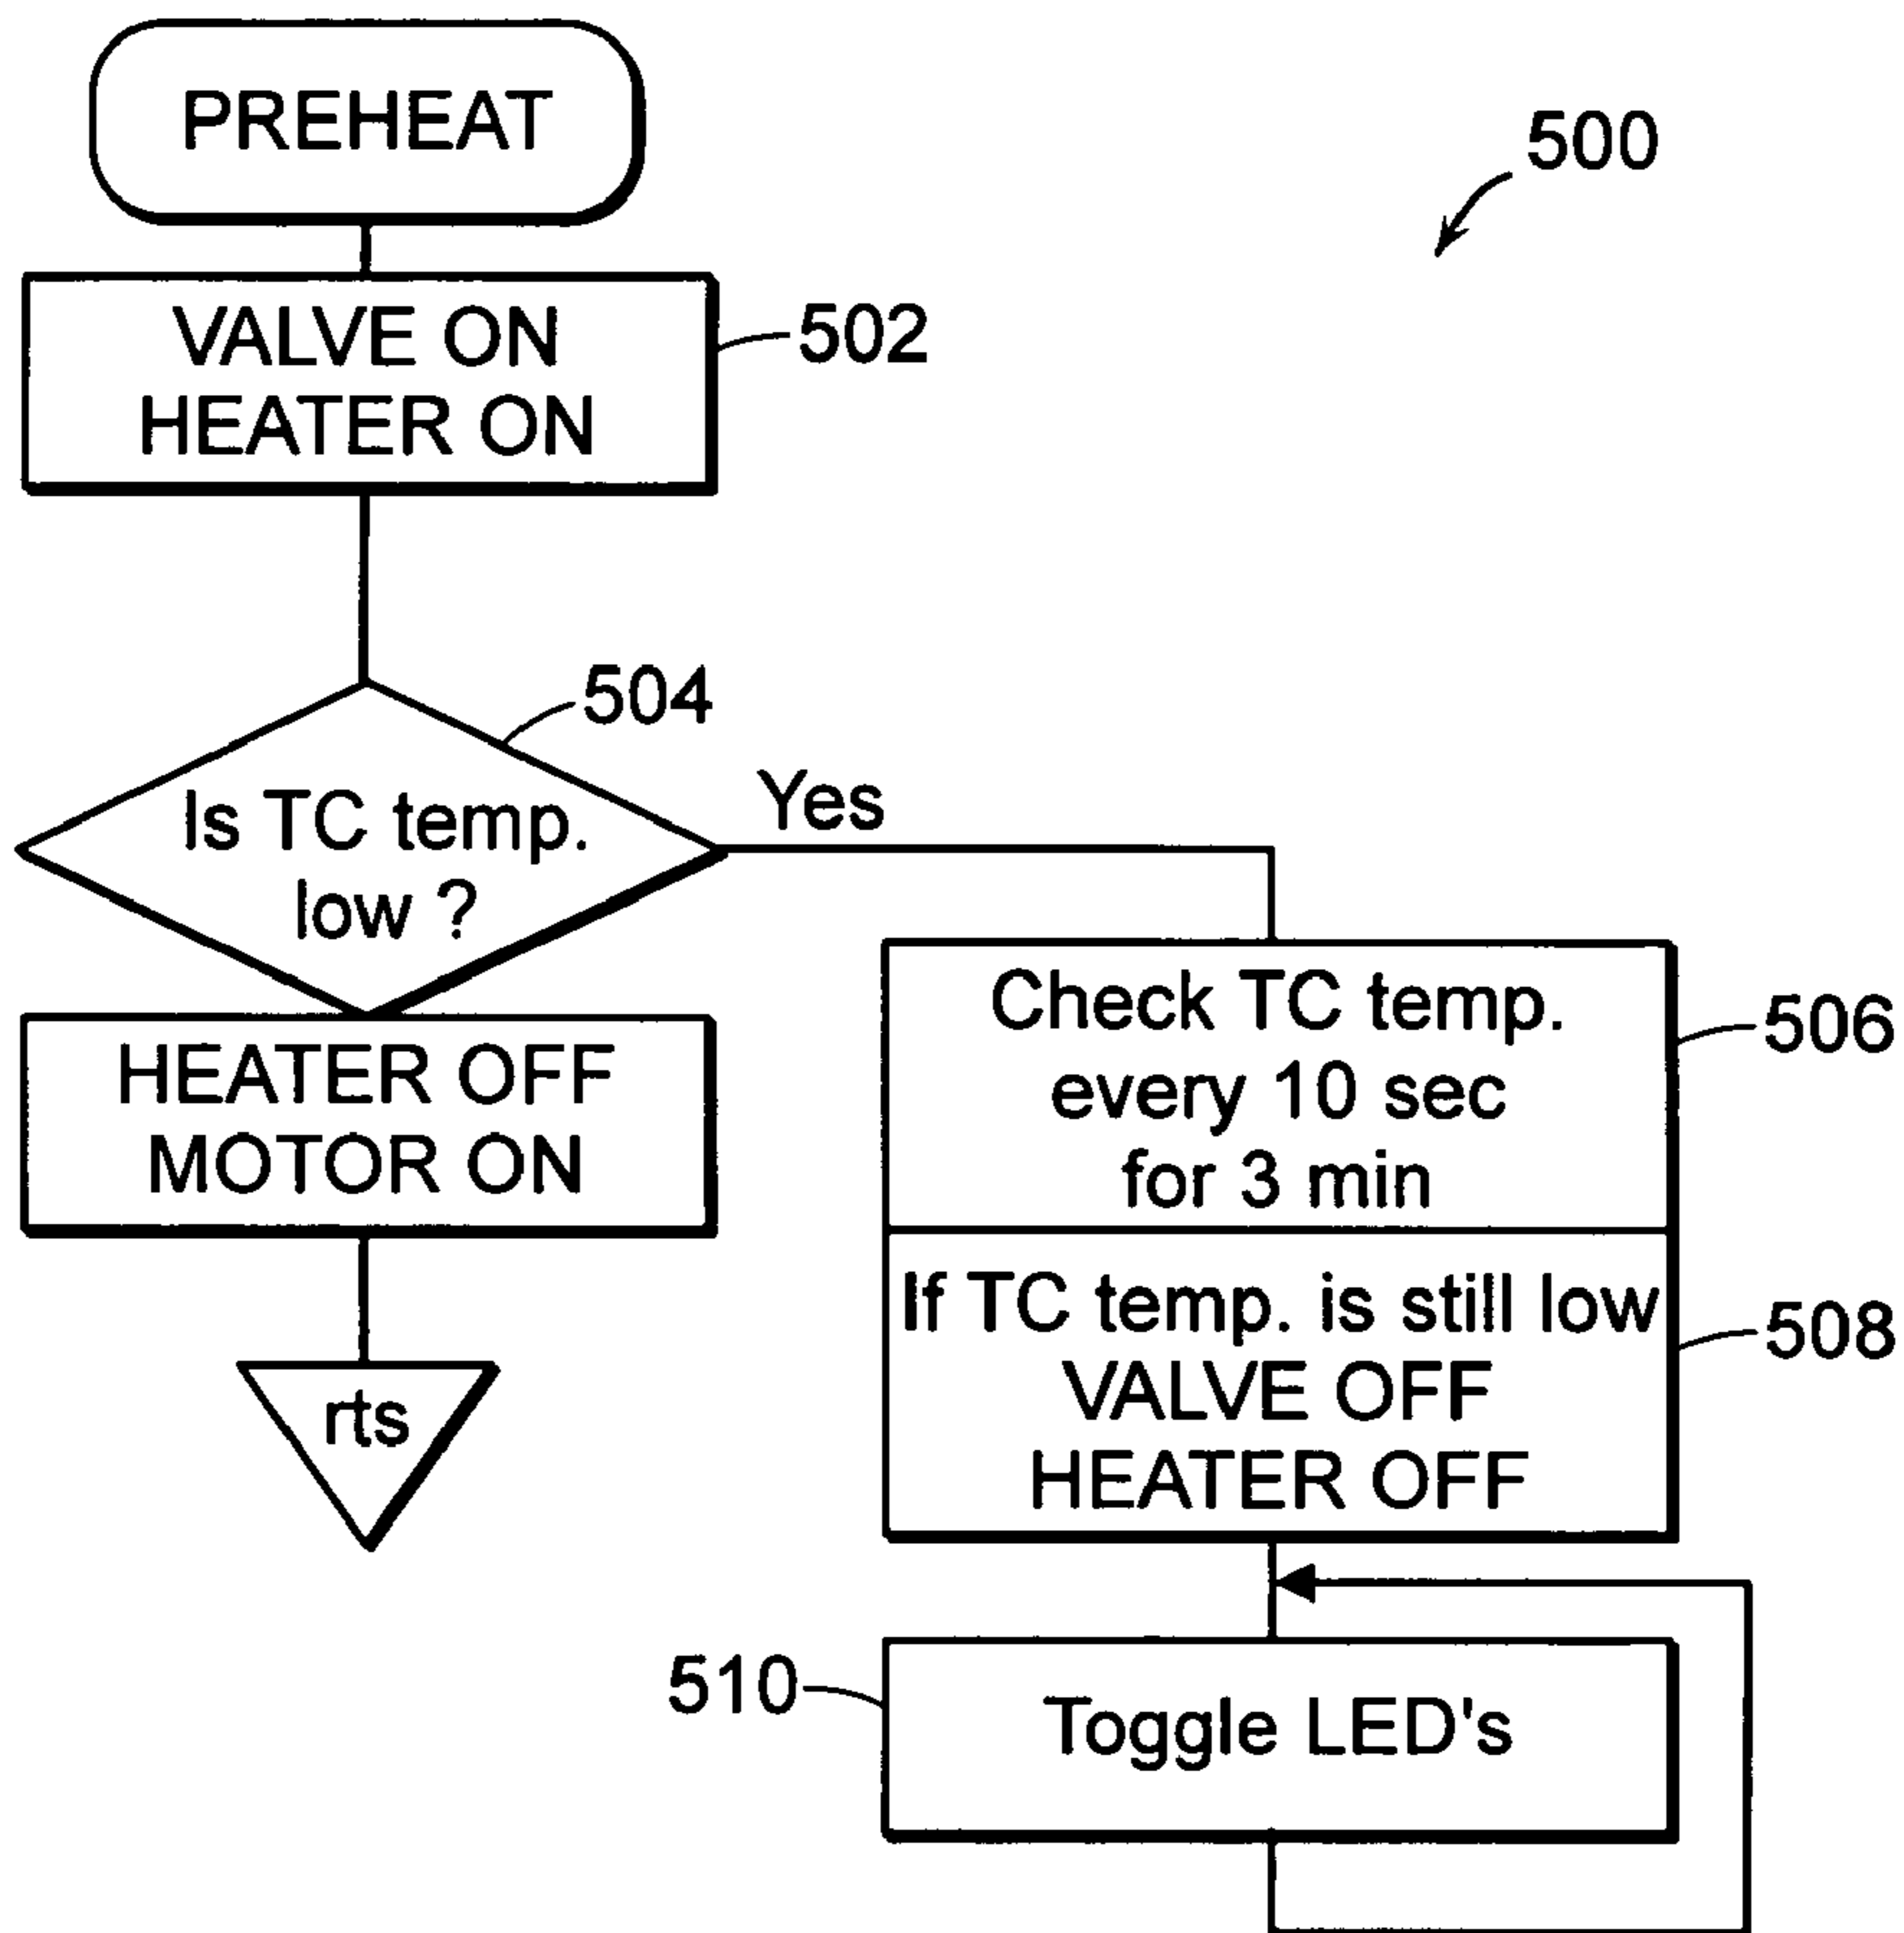 PREHEAT
500
VALVE ON
HEATER ON
502
504
Is TC temp.
low ?
Yes
HEATER OFF
MOTOR ON
rts
Check TC temp.
every 10 sec
for 3 min
506
If TC temp. is still low
VALVE OFF
HEATER OFF
508
510
Toggle LED's